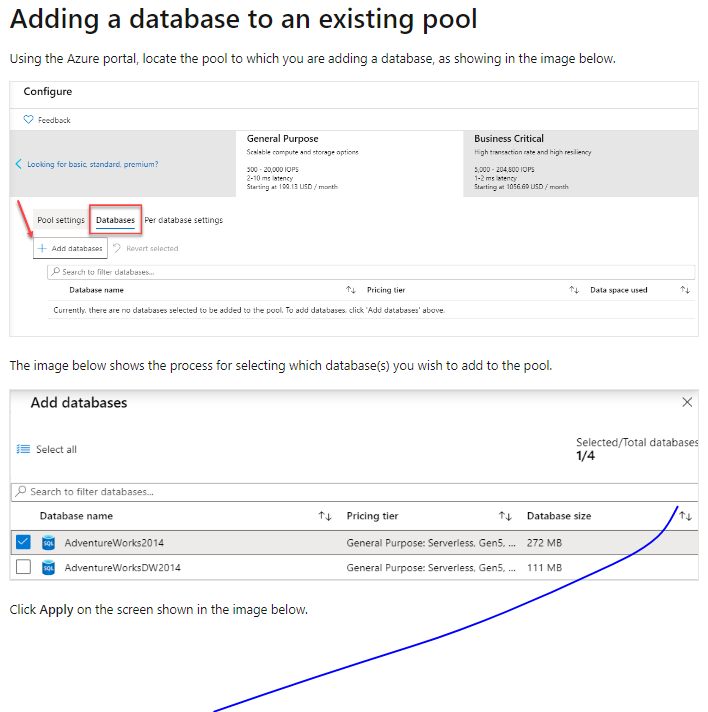 Adding a database to an existing pool
Using the Azure portal, locate the pool to which you are adding a database, as showing in the image below.
Configure
Feedback
Looking for basic, standard, premium?
General Purpose
Scalable compute and storage options
500 - 20,000 IOPS
2-10 ms latency
Starting at 199.13 USD / month
Business Critical
High transaction rate and high resiliency
5,000 - 204,800 IOPS
1-2 ms latency
Starting at 1056.69 USD / month
Pool settings Databases Per database settings
Add databases Revert selected
Search to filter databases...
Database name Pricing tier Data space used
Currently, there are no databases selected to be added to the pool. To add databases, click 'Add databases' above.
The image below shows the process for selecting which database(s) you wish to add to the pool.
Add databases
Select all
Selected/Total databases
1/4
Search to filter databases...
Database name Pricing tier Database size
SQL AdventureWorks2014 General Purpose: Serverless, Gen5, ... 272 MB
SQL AdventureWorksDW2014 General Purpose: Serverless, Gen5, ... 111 MB
Click Apply on the screen shown in the image below.